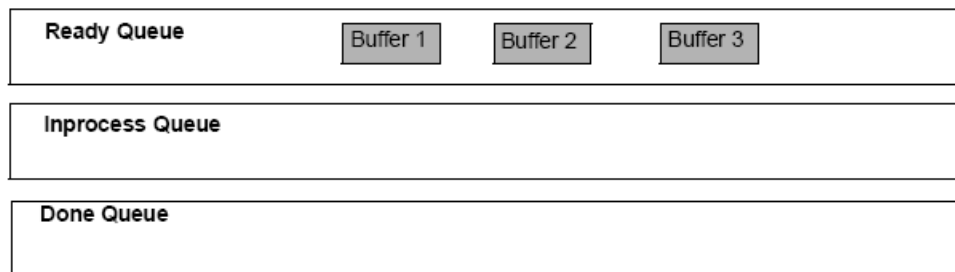 Ready Queue Buffer 1 Buffer 2 Buffer 3
Inprocess Queue
Done Queue